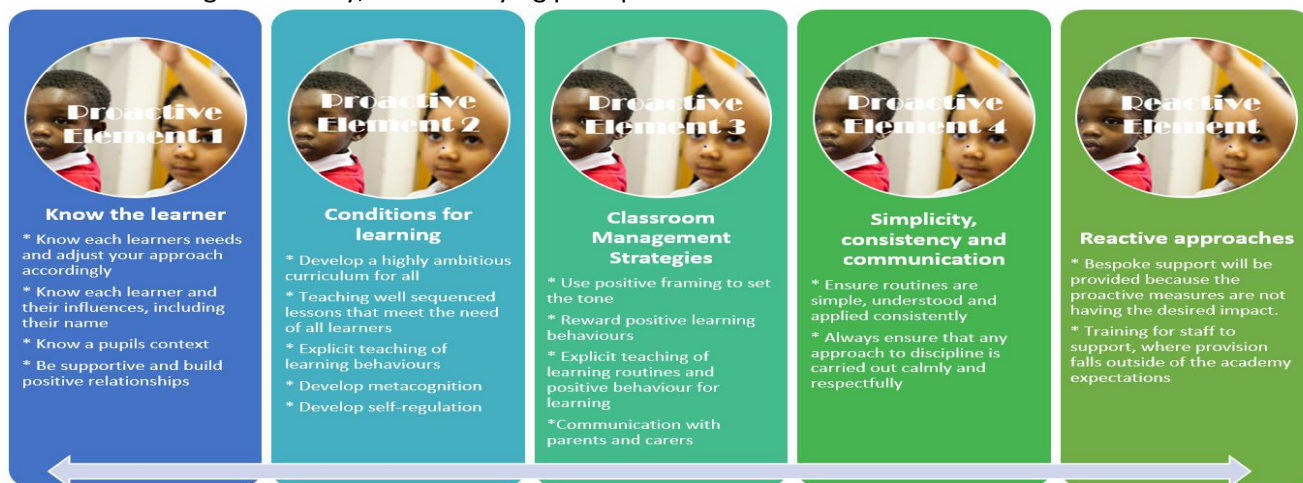 Proactive
Element 1
Know the learner
* Know each learners needs
and adjust your approach
accordingly
* Know each learner and
their influences, including
their name
* Know a pupils context
* Be supportive and build
positive relationships
Proactive
Element 2
Conditions for
learning
* Develop a highly ambitious
curriculum for all
* Teaching well sequenced
lessons that meet the need
of all learners
* Explicit teaching of
learning behaviours
* Develop metacognition
* Develop self-regulation
Proactive
Element 3
Classroom
Management
Strategies
* Use positive framing to set
the tone
* Reward positive learning
behaviours
* Explicit teaching of
learning routines and
positive behaviour for
learning
*Communication with
parents and carers
Proactive
Element 4
Simplicity,
consistency and
communication
* Ensure routines are
simple, understood and
applied consistently
* Always ensure that any
approach to discipline is
carried out calmly and
respectfully
Reactive
Element
Reactive approaches
* Bespoke support will be
provided because the
proactive measures are not
having the desired impact.
* Training for staff to
support, where provision
falls outside of the academy
expectations